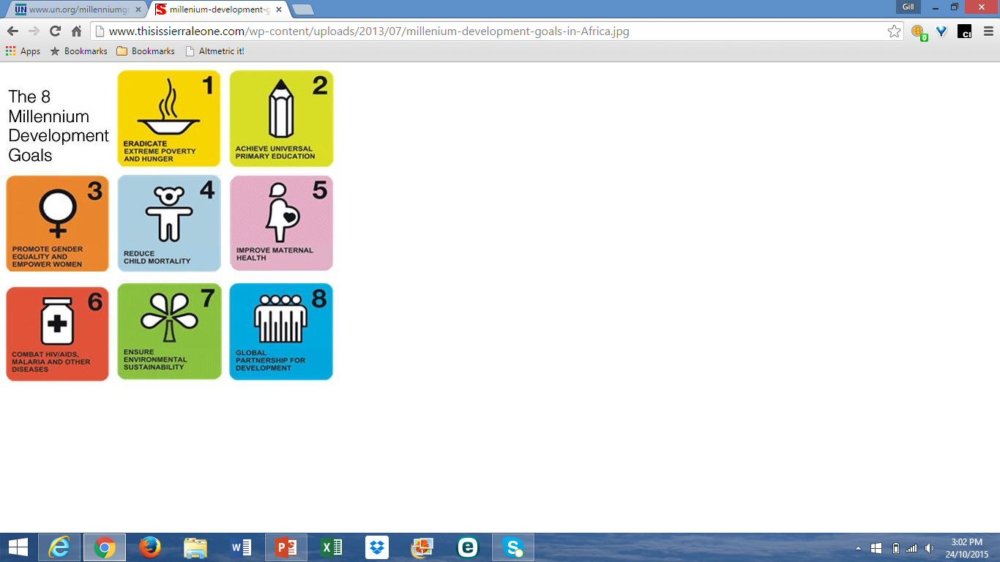 UN www.un.org/millenniumg
millenium-development-g
Gill
www.thisissierraleone.com/wp-content/uploads/2013/07/millenium-development-goals-in-Africa.jpg
0
cl
Apps Bookmarks Bookmarks Altmetric it!
The 8
Millennium
Development
Goals
1
ERADICATE
EXTREME POVERTY
AND HUNGER
2
ACHIEVE UNIVERSAL
PRIMARY EDUCATION
3
PROMOTE GENDER
EQUALITY AND
EMPOWER WOMEN
4
REDUCE
CHILD MORTALITY
5
IMPROVE MATERNAL
HEALTH
6
COMBAT HIV/AIDS,
MALARIA AND OTHER
DISEASES
7
ENSURE
ENVIRONMENTAL
SUSTAINABILITY
8
GLOBAL
PARTNERSHIP FOR
DEVELOPMENT
3:02 PM
24/10/2015